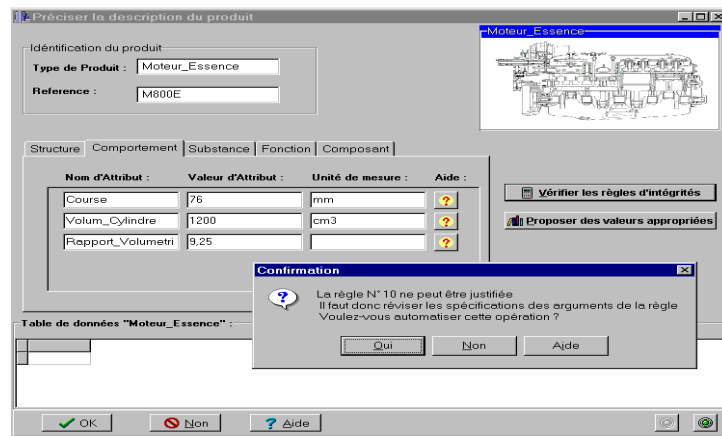 Préciser la description du produit
Idéntification du produit
Type de Produit : Moteur_Essence
Reference : M800E
Moteur_Essence
Structure Comportement Substance Fonction Composant
Nom d'Attribut : Valeur d'Attribut : Unité de mesure : Aide :
Course 76 mm ?
Volum_Cylindre 1200 cm3 ?
Rapport_Volumetri 9,25 ?
Vérifier les règles d'intégrités
Proposer des valeurs appropriées
Confirmation
La règle N°10 ne peut être justifiée
Il faut donc réviser les spécifications des arguments de la règle
Voulez-vous automatiser cette opération ?
Oui Non Aide
Table de données "Moteur_Essence" :
OK Non ? Aide